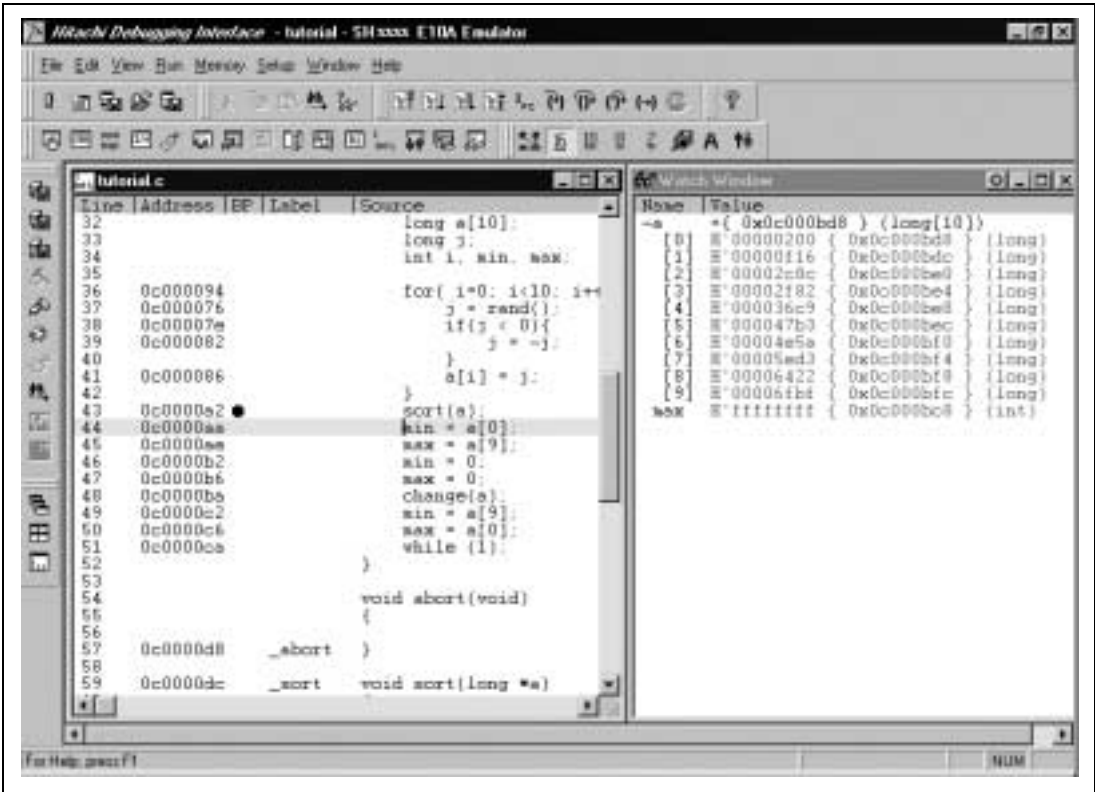 Hitachi Debugging Interface - tutorial - SHxxxx E10A Emulator
File Edit View Run Memory Setup Window Help
tutorial.c
Line Address BP Label Source
32 long a[10];
33 long j;
34 int i, min, max;
35
36 0c000094 for( i=0; i<10; i++
37 0c000076 j = rand();
38 0c00007e if(j < 0){
39 0c000082 j = -j;
40 }
41 0c000086 a[i] = j;
42 }
43 0c0000a2 ● sort(a);
44 0c0000aa min = a[0];
45 0c0000ae max = a[9];
46 0c0000b2 min = 0;
47 0c0000b6 max = 0;
48 0c0000ba change(a);
49 0c0000c2 min = a[9];
50 0c0000c6 max = a[0];
51 0c0000ca while (1);
52 }
53
54 void abort(void)
55 {
56
57 0c0000d8 _abort }
58
59 0c0000dc _sort void sort(long *a)
Watch Window
Name Value
-a ={ 0x0c000bd8 } (long[10])
[0] H'00000200 { 0x0c000bd8 } (long)
[1] H'00000f16 { 0x0c000bdc } (long)
[2] H'00002c0c { 0x0c000be0 } (long)
[3] H'00002f82 { 0x0c000be4 } (long)
[4] H'000036c9 { 0x0c000be8 } (long)
[5] H'000047b3 { 0x0c000bec } (long)
[6] H'00004e5a { 0x0c000bf0 } (long)
[7] H'00005ed3 { 0x0c000bf4 } (long)
[8] H'00006422 { 0x0c000bf8 } (long)
[9] H'00006fbf { 0x0c000bfc } (long)
max H'ffffffff { 0x0c000bc8 } (int)
For Help, press F1
NUM